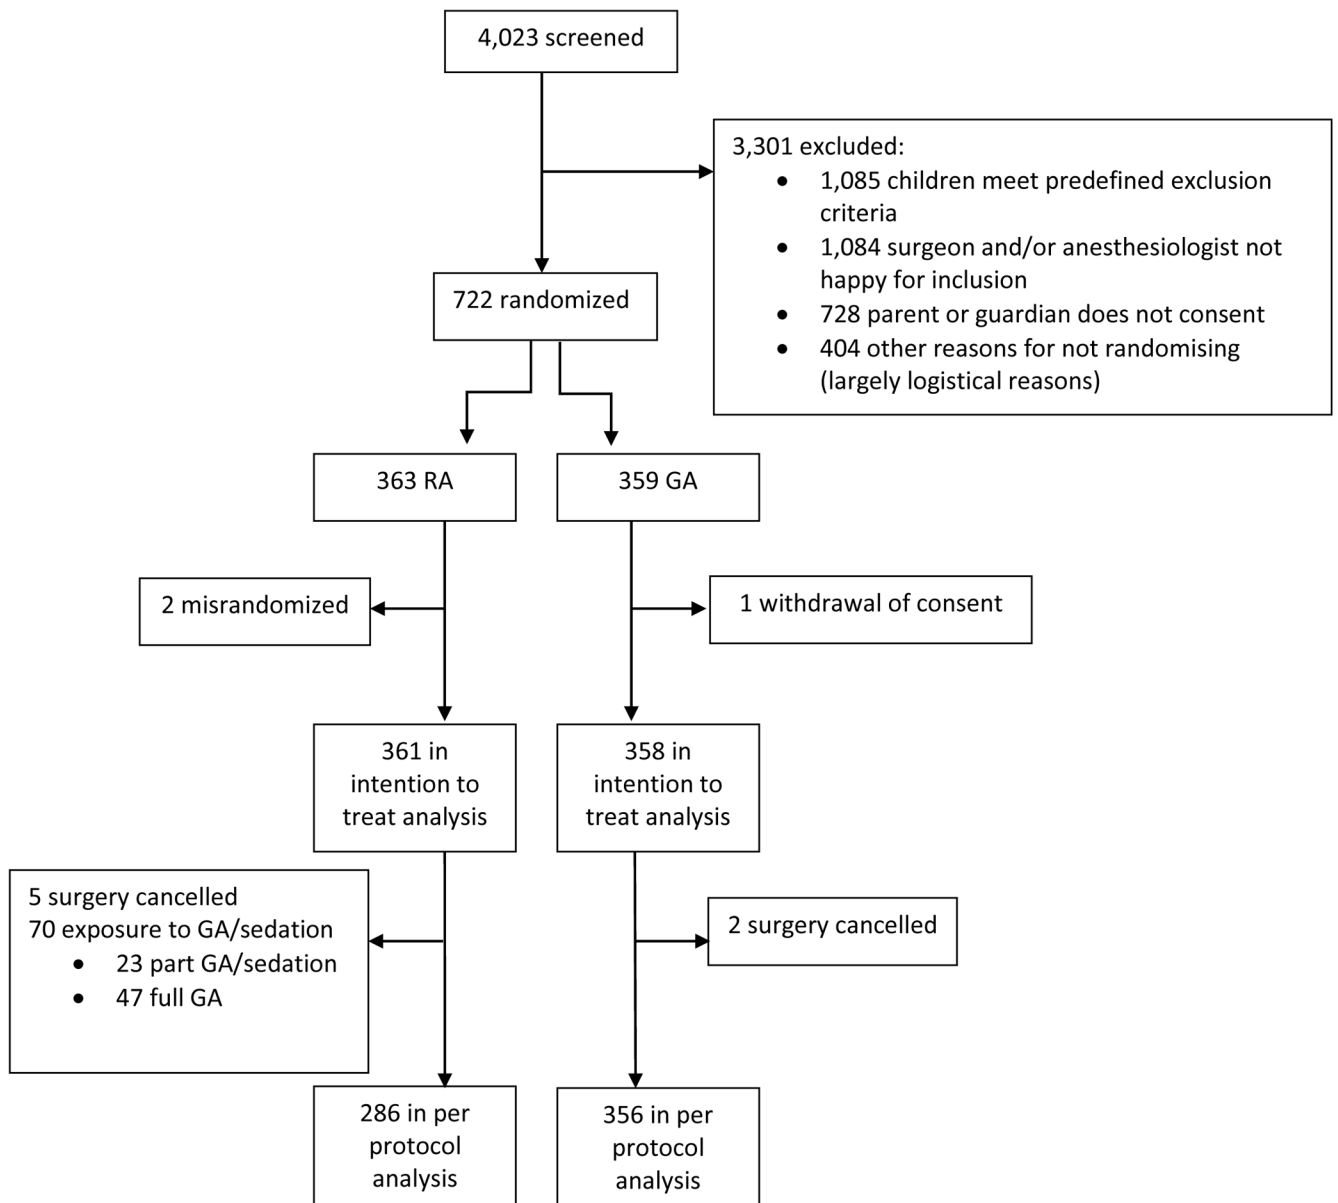 4,023 screened
3,301 excluded:
• 1,085 children meet predefined exclusion
criteria
• 1,084 surgeon and/or anesthesiologist not
happy for inclusion
• 728 parent or guardian does not consent
• 404 other reasons for not randomising
(largely logistical reasons)
722 randomized
363 RA
359 GA
2 misrandomized
1 withdrawal of consent
361 in
intention to
treat analysis
358 in
intention to
treat analysis
5 surgery cancelled
70 exposure to GA/sedation
• 23 part GA/sedation
• 47 full GA
2 surgery cancelled
286 in per
protocol
analysis
356 in per
protocol
analysis